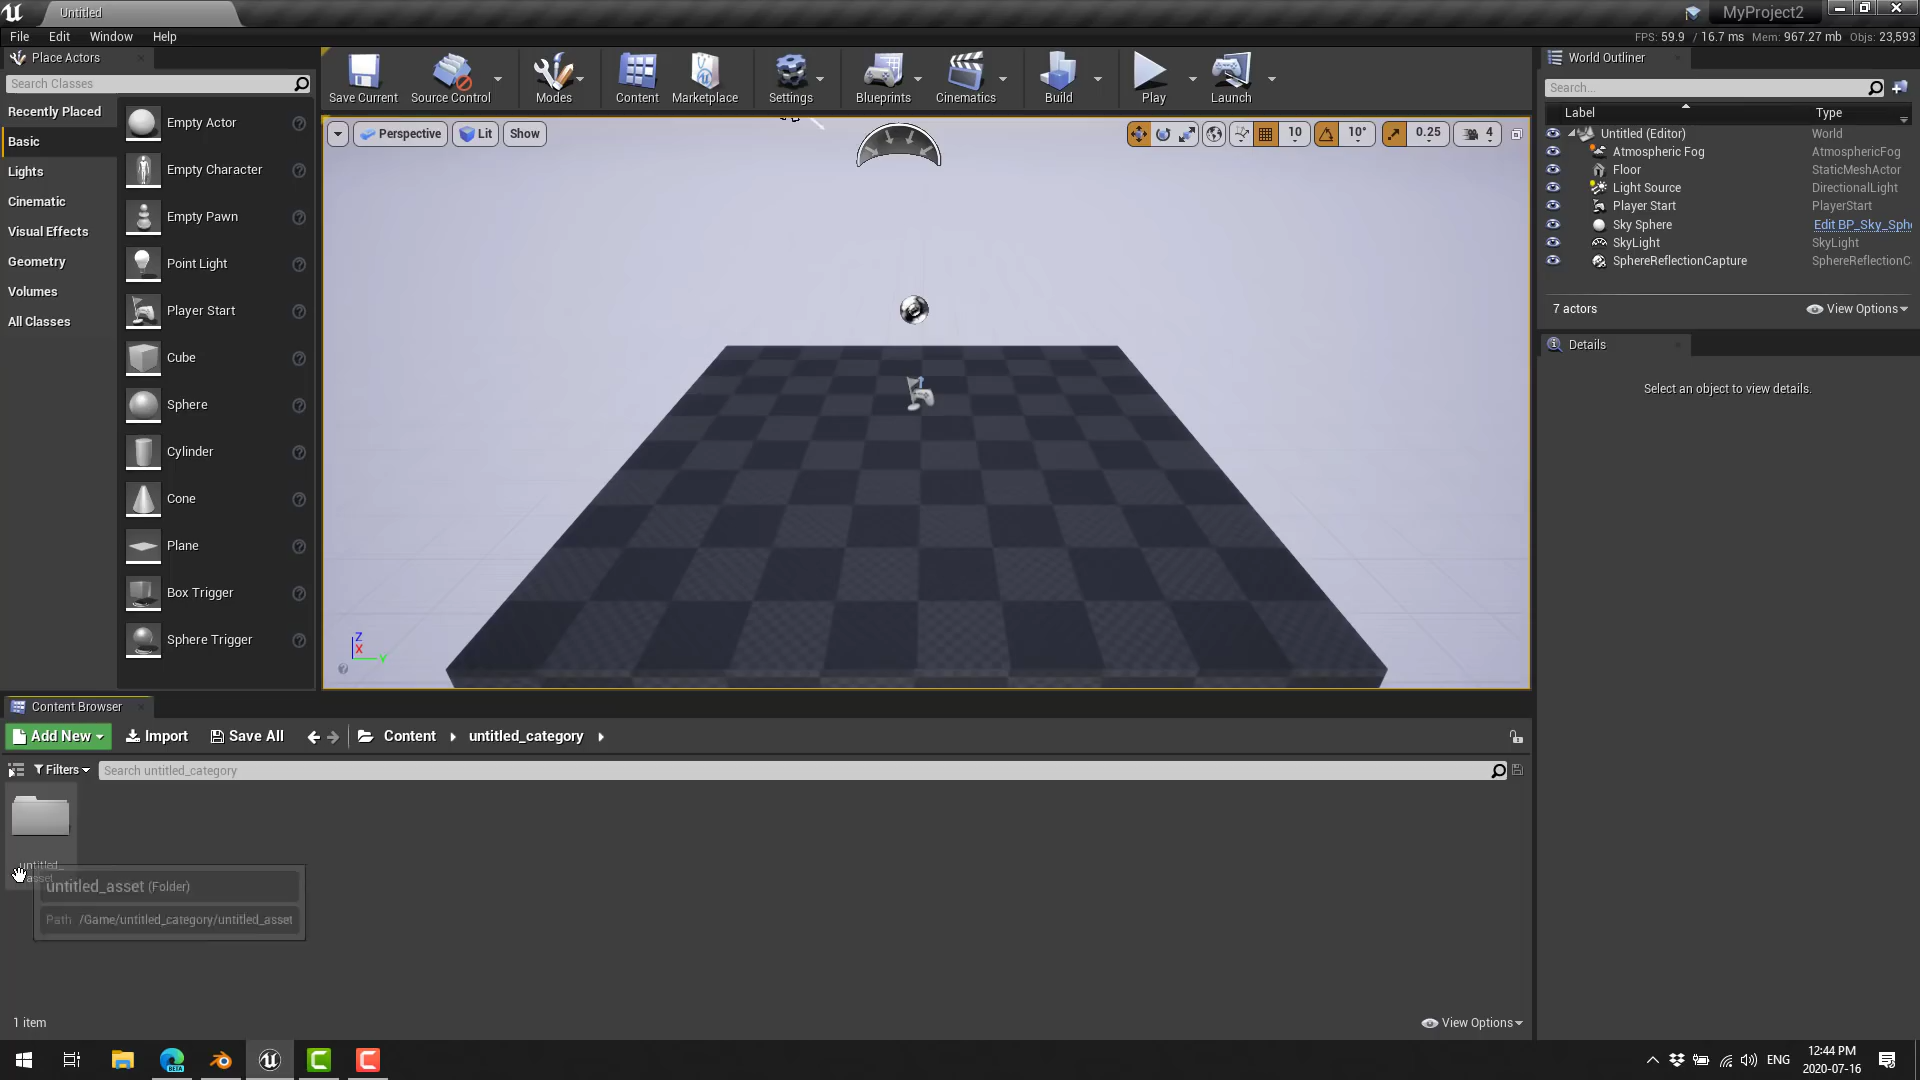 Untitled
MyProject2
File Edit Window Help
FPS: 59.9 / 16.7 ms Mem: 967.27 mb Objs: 23,593
Place Actors
Search Classes
Recently Placed
Basic
Lights
Cinematic
Visual Effects
Geometry
Volumes
All Classes
Empty Actor
Empty Character
Empty Pawn
Point Light
Player Start
Cube
Sphere
Cylinder
Cone
Plane
Box Trigger
Sphere Trigger
Save Current Source Control Modes Content Marketplace Settings Blueprints Cinematics Build Play Launch
Perspective Lit Show
10 10° 0.25 4
Z
X
Y
World Outliner
Search...
Label Type
Untitled (Editor) World
Atmospheric Fog AtmosphericFog
Floor StaticMeshActor
Light Source DirectionalLight
Player Start PlayerStart
Sky Sphere Edit BP_Sky_Sph
SkyLight SkyLight
SphereReflectionCapture SphereReflectionC
7 actors View Options
Details
Select an object to view details.
Content Browser
Add New Import Save All Content untitled_category
Filters Search untitled_category
untitled_
asset
untitled_asset (Folder)
Path /Game/untitled_category/untitled_asset
1 item View Options
BETA
ENG
12:44 PM
2020-07-16